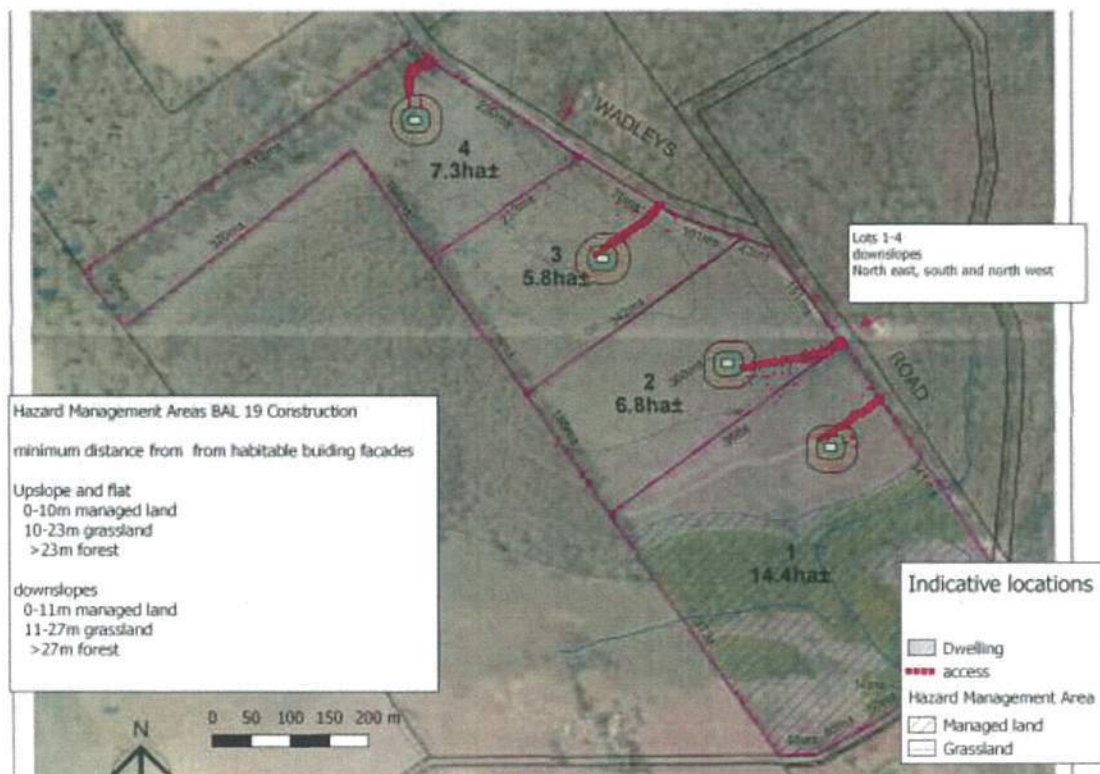 WADLEYS
ROAD
4
7.3ha±
3
5.8ha±
2
6.8ha±
1
14.4ha±
Lots 1-4
downslopes
North east, south and north west
Hazard Management Areas BAL 19 Construction
minimum distance from from habitable buiding facades
Upslope and flat
0-10m managed land
10-23m grassland
>23m forest
downslopes
0-11m managed land
11-27m grassland
>27m forest
N
0 50 100 150 200 m
Indicative locations
Dwelling
access
Hazard Management Area
Managed land
Grassland